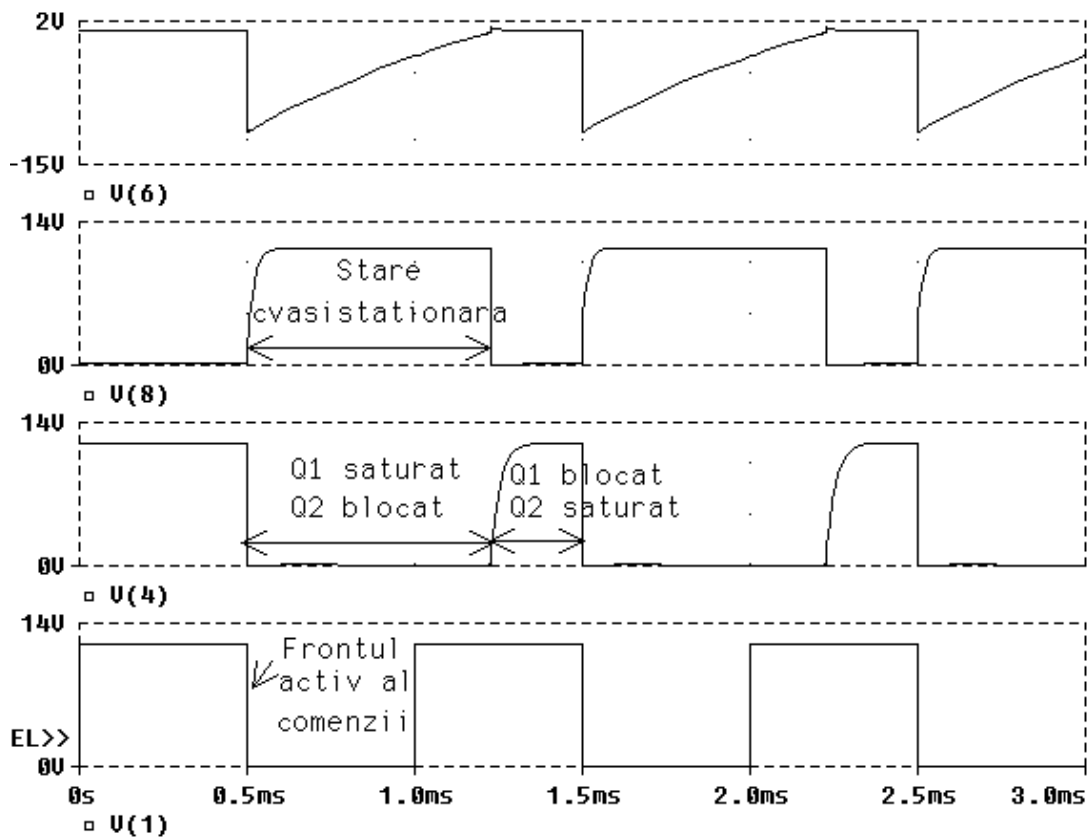 2V
-15V
▫ V(6)
14V
Stare
cvasistationara
0V
▫ V(8)
14V
Q1 saturat
Q2 blocat
Q1 blocat
Q2 saturat
0V
▫ V(4)
14V
Frontul
activ al
comenzii
EL>>
0V
0s 0.5ms 1.0ms 1.5ms 2.0ms 2.5ms 3.0ms
▫ V(1)